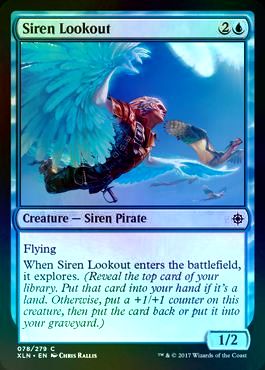 Siren Lookout 2
Creature — Siren Pirate
Flying
When Siren Lookout enters the battlefield,
it explores. (Reveal the top card of your
library. Put that card into your hand if it's a
land. Otherwise, put a +1/+1 counter on this
creature, then put the card back or put it into
your graveyard.)
1/2
078/279 C
XLN • EN Chris Rallis ™ & © 2017 Wizards of the Coast